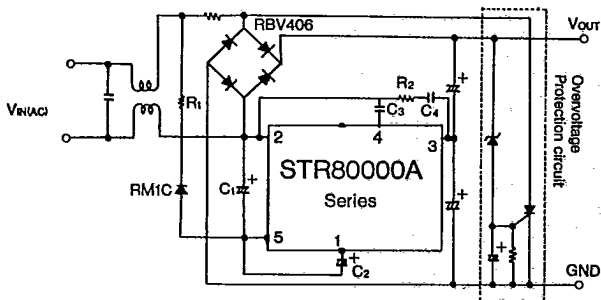 RBV406
VOUT
R1
R2
C3
C4
VIN(AC)
2
4
3
STR80000A
Series
RM1C
C1
+
5
1
+
C2
+
+
+
Overvoltage
Protection circuit
GND